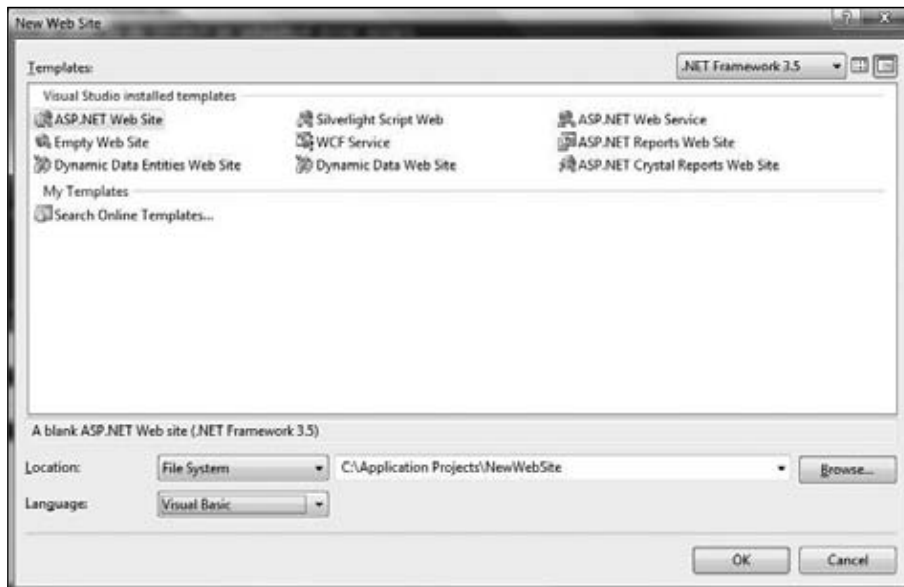 New Web Site
Templates:
.NET Framework 3.5
Visual Studio installed templates
ASP.NET Web Site
Silverlight Script Web
ASP.NET Web Service
Empty Web Site
WCF Service
ASP.NET Reports Web Site
Dynamic Data Entities Web Site
Dynamic Data Web Site
ASP.NET Crystal Reports Web Site
My Templates
Search Online Templates...
A blank ASP.NET Web site (.NET Framework 3.5)
Location:
File System
C:\Application Projects\NewWebSite
Browse...
Language:
Visual Basic
OK
Cancel